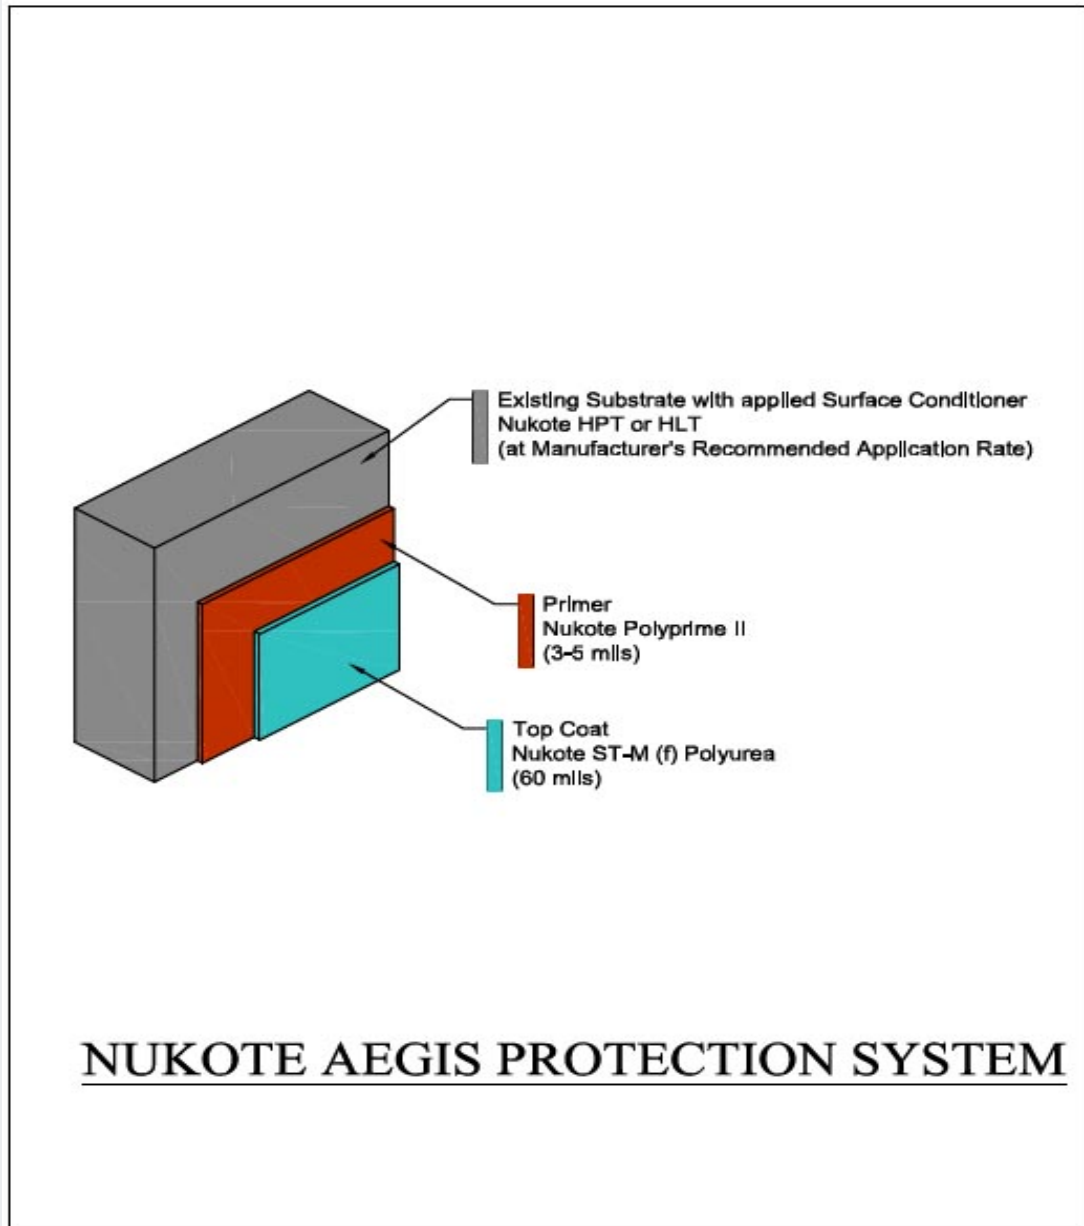 Existing Substrate with applied Surface Conditioner
Nukote HPT or HLT
(at Manufacturer's Recommended Application Rate)
Primer
Nukote Polyprime II
(3-5 mils)
Top Coat
Nukote ST-M (f) Polyurea
(60 mils)
NUKOTE AEGIS PROTECTION SYSTEM